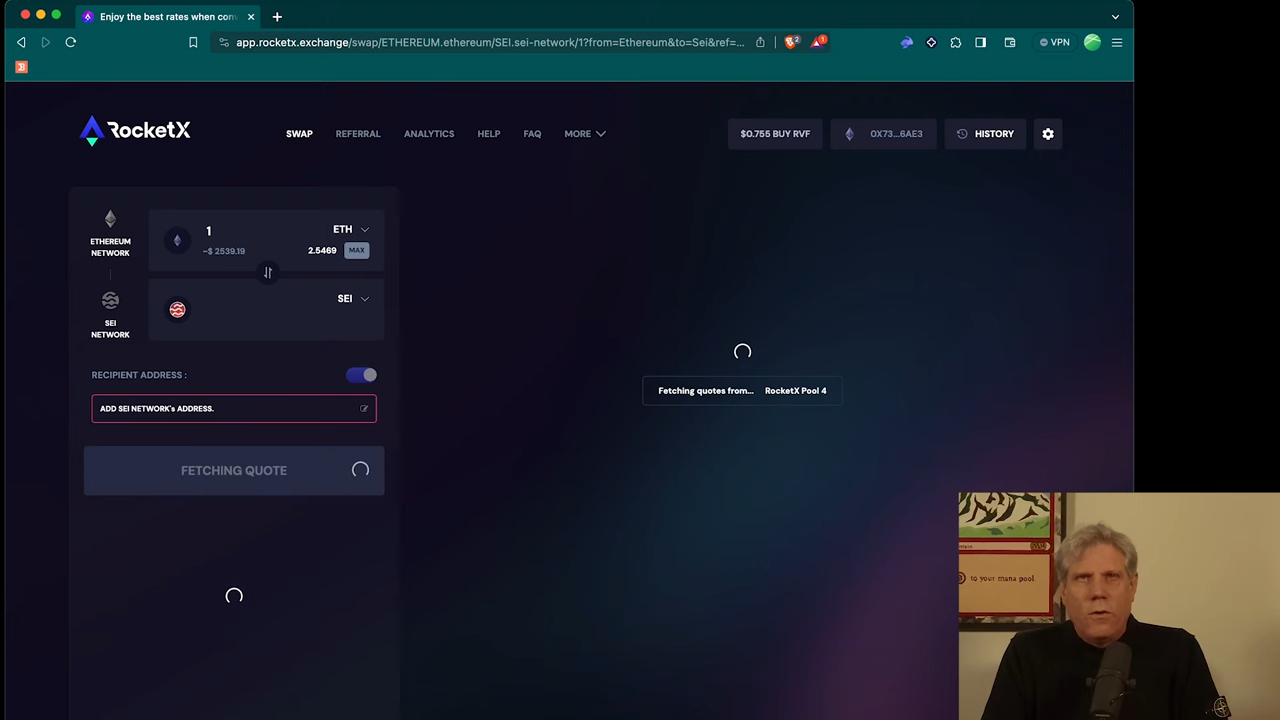 Enjoy the best rates when con
app.rocketx.exchange/swap/ETHEREUM.ethereum/SEI.sei-network/1?from=Ethereum&to=Sei&ref=...
2
1
VPN
RocketX
SWAP
REFERRAL
ANALYTICS
HELP
FAQ
MORE
$0.755 BUY RVF
0X73...6AE3
HISTORY
ETHEREUM
NETWORK
1
ETH
~$ 2539.19
2.5469
MAX
SEI
NETWORK
SEI
RECIPIENT ADDRESS :
ADD SEI NETWORK's ADDRESS.
FETCHING QUOTE
Fetching quotes from...
RocketX Pool 4
to your mana pool.